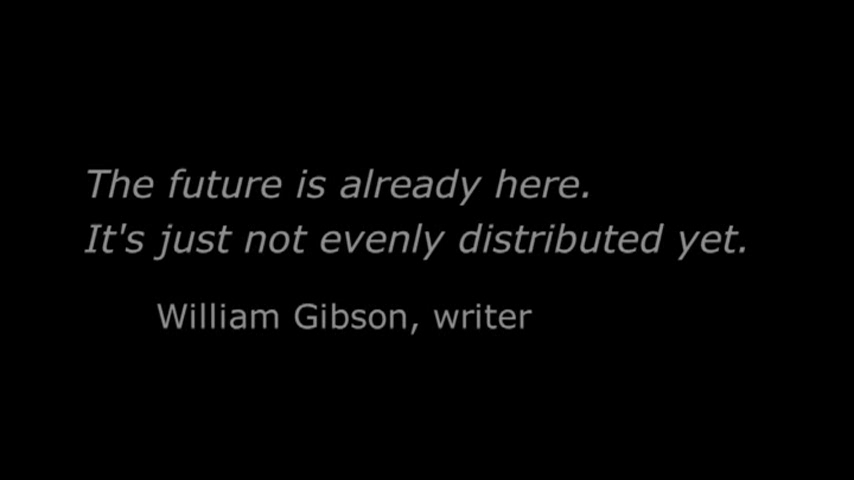 The future is already here.
It's just not evenly distributed yet.
William Gibson, writer